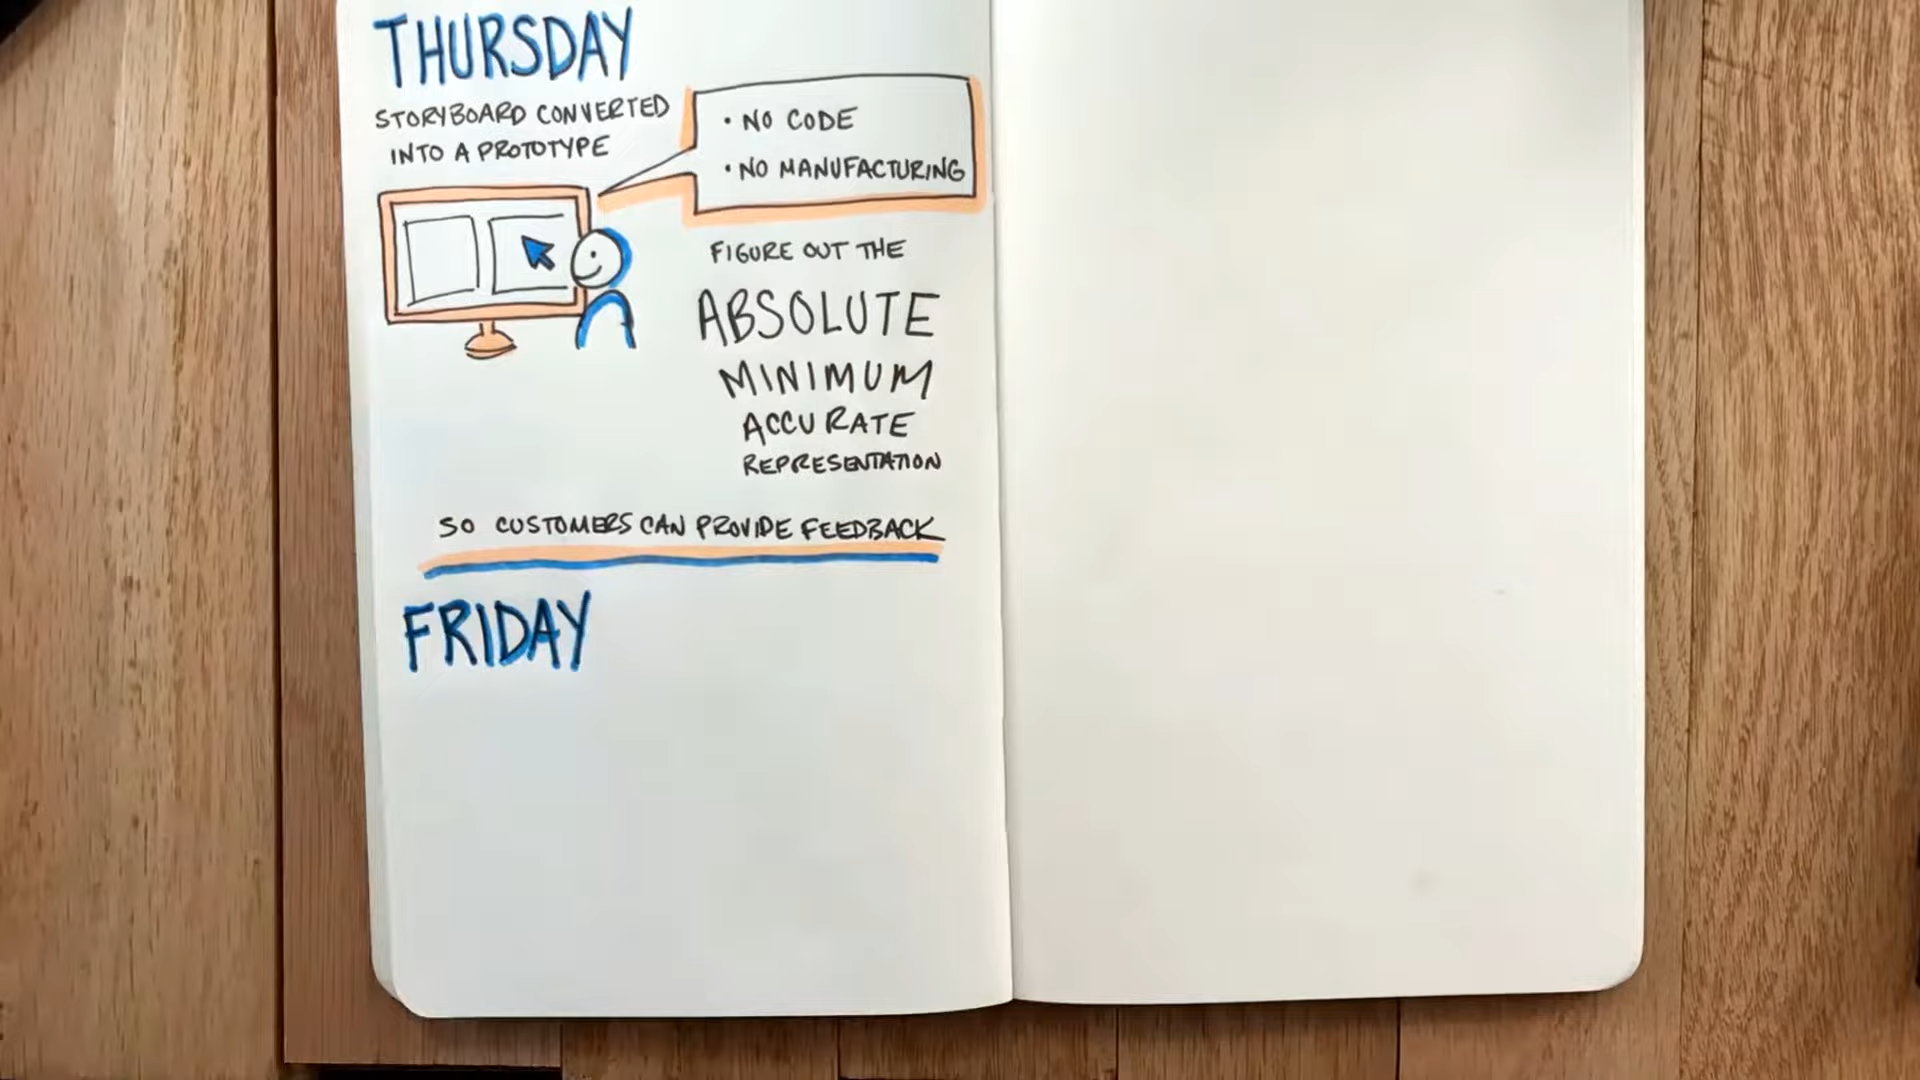 THURSDAY
STORYBOARD CONVERTED
INTO A PROTOTYPE
• NO CODE
• NO MANUFACTURING
FIGURE OUT THE
ABSOLUTE
MINIMUM
ACCURATE
REPRESENTATION
SO CUSTOMERS CAN PROVIDE FEEDBACK
FRIDAY